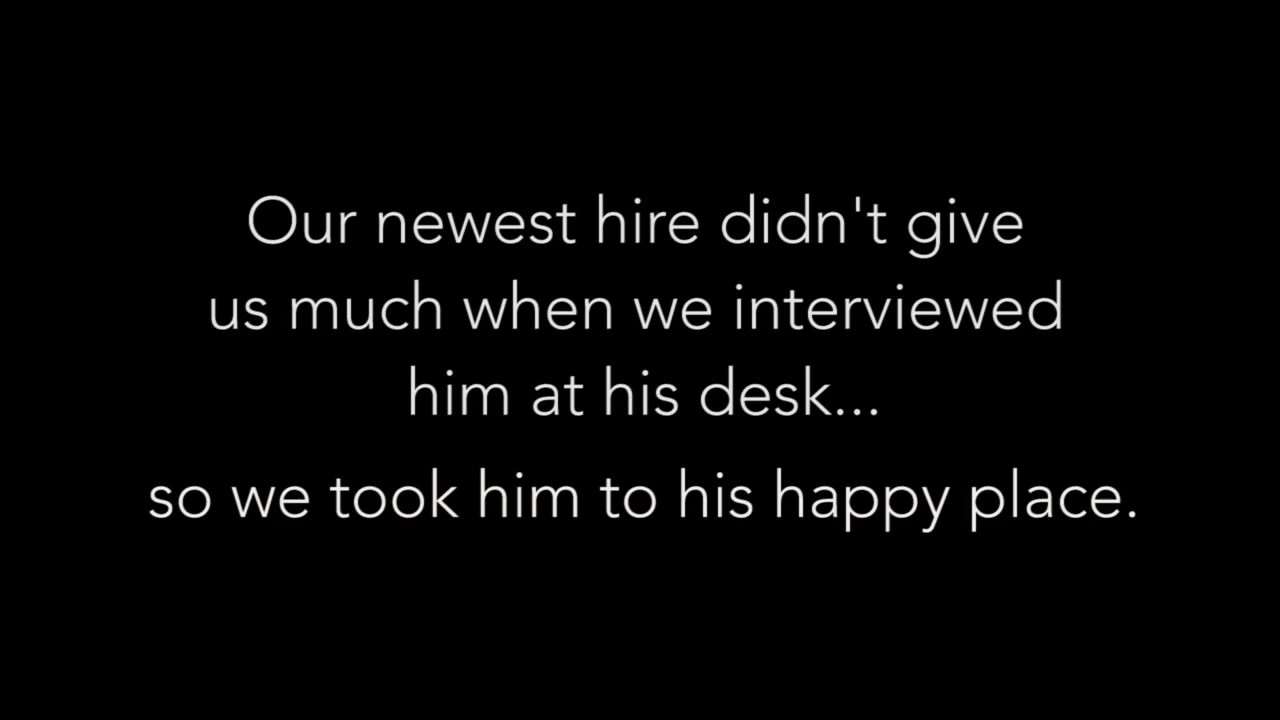 Our newest hire didn't give
us much when we interviewed
him at his desk...
so we took him to his happy place.